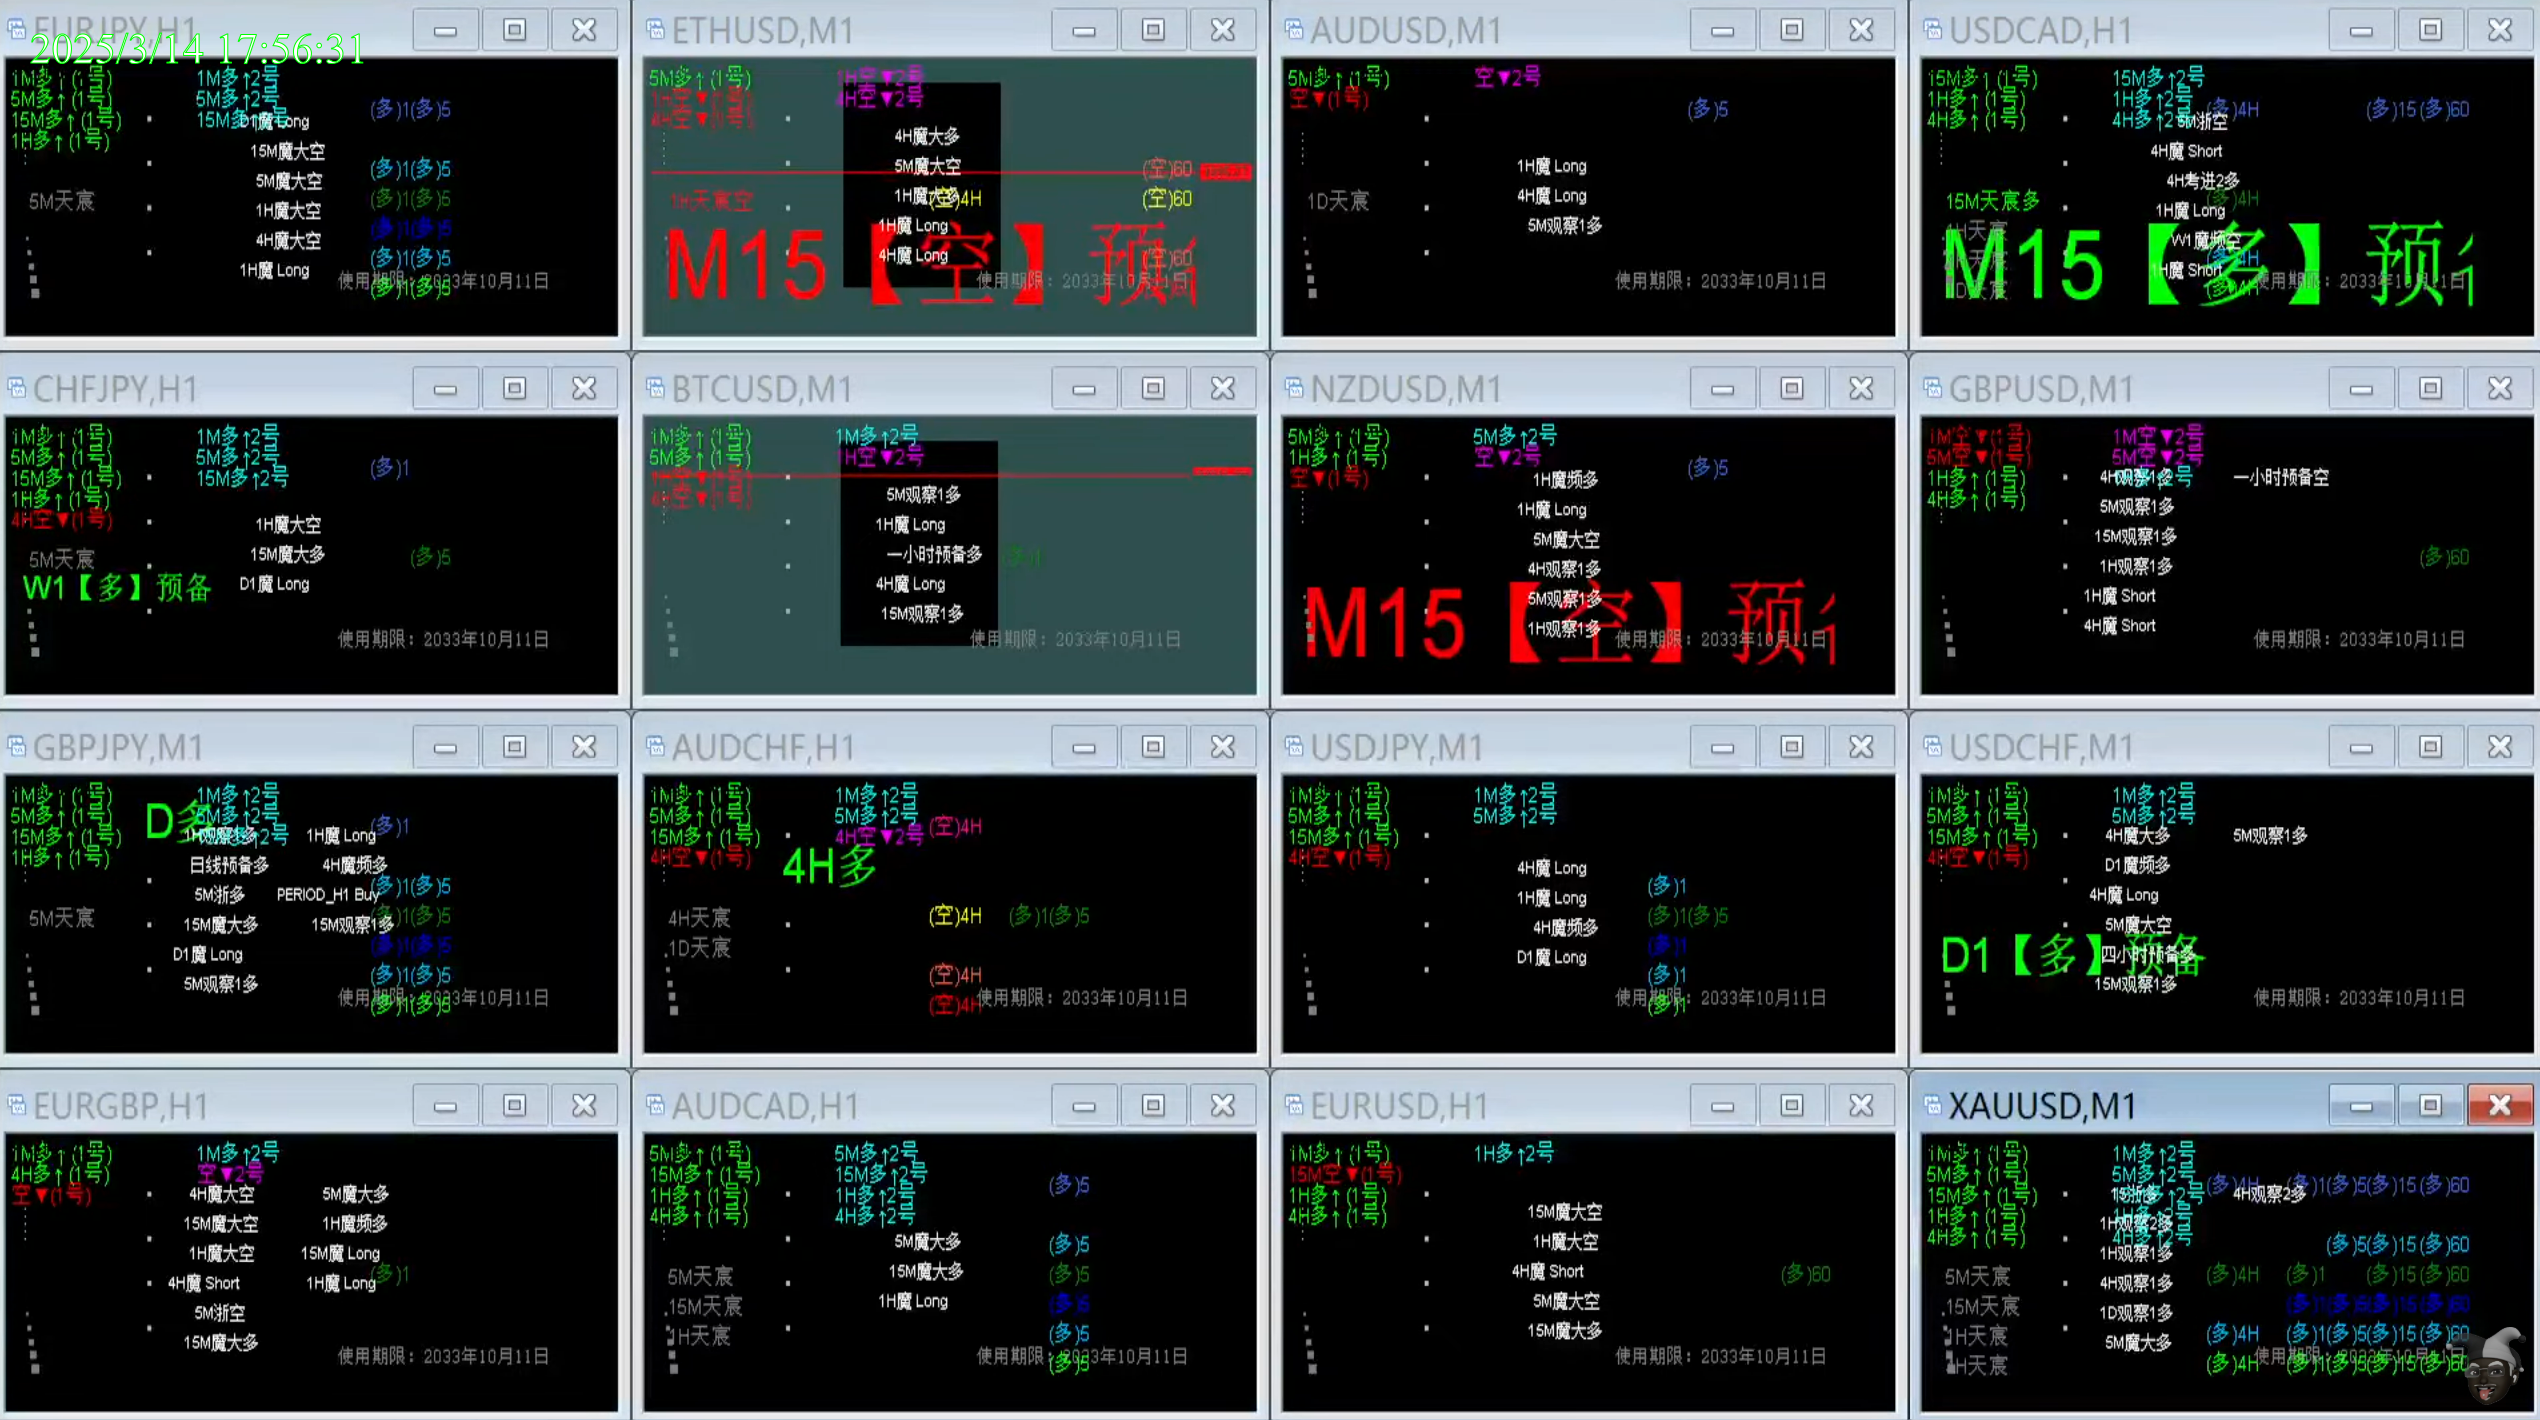 EURJPY,H1
2025/3/14 17:56:31
1M多↑(1号) 1M多↑2号
5M多↑(1号) 5M多↑2号 (多)1(多)5
15M多↑(1号) 15M多↑2号 D1魔 Long
1H多↑(1号)
15M魔大空
5M魔大空 (多)1(多)5
5M天宸 (多)1(多)5
1H魔大空
(多)1(多)5
4H魔大空
(多)1(多)5
1H魔 Long
使用期限：2033年10月11日
(多)1(多)5
ETHUSD,M1
5M多↑(1号) 1H空▼2号
1H空▼(1号) 4H空▼2号
4H空▼(1号)
4H魔大多
5M魔大空 (空)60
1H魔大多 (空)4H (空)60
1H天宸空
1H魔 Long
4H魔 Long (空)60
M15【空】预
使用期限：2033年10月11日
AUDUSD,M1
5M多↑(1号) 空▼2号
空▼(1号) (多)5
1H魔 Long
1D天宸 4H魔 Long
5M观察1多
使用期限：2033年10月11日
USDCAD,H1
15M多↑(1号) 15M多↑2号
1H多↑(1号) 1H多↑2号 (多)4H (多)15(多)60
4H多↑(1号) 4H多↑2号 5M浙空
4H魔 Short
4H考进2多
15M天宸多 (多)4H
1H魔 Long
W1魔频空
M15【多】预
1H魔 Short
使用期限：2033年10月11日
CHFJPY,H1
1M多↑(1号) 1M多↑2号
5M多↑(1号) 5M多↑2号 (多)1
15M多↑(1号) 15M多↑2号
1H多↑(1号)
4H空▼(1号) 1H魔大空
5M天宸 15M魔大多 (多)5
W1【多】预备 D1魔 Long
使用期限：2033年10月11日
BTCUSD,M1
1M多↑(1号) 1M多↑2号
5M多↑(1号) 1H空▼2号
4H空▼(1号)
5M观察1多
1H魔 Long
一小时预备多 (多)1
4H魔 Long
15M观察1多
使用期限：2033年10月11日
NZDUSD,M1
5M多↑(1号) 5M多↑2号
1H多↑(1号) 空▼2号 (多)5
空▼(1号) 1H魔频多
1H魔 Long
5M魔大空
4H观察1多
5M观察1多
1H观察1多
M15【空】预
使用期限：2033年10月11日
GBPUSD,M1
1M空▼(1号) 1M空▼2号
5M空▼(1号) 5M空▼2号
1H多↑(1号) 4H观察1多 一小时预备空
4H多↑(1号) 5M观察1多
15M观察1多
1H观察1多 (多)60
1H魔 Short
4H魔 Short
使用期限：2033年10月11日
GBPJPY,M1
1M多↑(1号) 1M多↑2号
5M多↑(1号) D多 5M多↑2号 (多)1
15M多↑(1号) 1H观察1多 1H魔 Long
1H多↑(1号) 日线预备多 4H魔频多
5M浙多 PERIOD_H1 Buy (多)1(多)5
5M天宸 15M魔大多 15M观察1多 (多)1(多)5
D1魔 Long (多)1(多)5
5M观察1多 (多)1(多)5
使用期限：2033年10月11日
(多)1(多)5
AUDCHF,H1
1M多↑(1号) 1M多↑2号
5M多↑(1号) 5M多↑2号 (空)4H
15M多↑(1号) 4H空▼2号
4H空▼(1号) 4H多
4H天宸 (空)4H (多)1(多)5
1D天宸
(空)4H
(空)4H 使用期限：2033年10月11日
USDJPY,M1
1M多↑(1号) 1M多↑2号
5M多↑(1号) 5M多↑2号
15M多↑(1号)
4H空▼(1号) 4H魔 Long
1H魔 Long (多)1
4H魔频多 (多)1(多)5
D1魔 Long (多)1
(多)1
使用期限：2033年10月11日
(多)1
USDCHF,M1
1M多↑(1号) 1M多↑2号
5M多↑(1号) 5M多↑2号
15M多↑(1号) 4H魔大多 5M观察1多
4H空▼(1号) D1魔频多
4H魔 Long
5M魔大空
D1【多】预备 四小时预备多
15M观察1多
使用期限：2033年10月11日
EURGBP,H1
1M多↑(1号) 1M多↑2号
4H多↑(1号) 空▼2号
空▼(1号) 4H魔大空 5M魔大多
15M魔大空 1H魔频多
1H魔大空 15M魔 Long
4H魔 Short 1H魔 Long (多)1
5M浙空
15M魔大多
使用期限：2033年10月11日
AUDCAD,H1
5M多↑(1号) 5M多↑2号
15M多↑(1号) 15M多↑2号 (多)5
1H多↑(1号) 1H多↑2号
4H多↑(1号) 4H多↑2号
5M魔大多 (多)5
5M天宸 15M魔大多 (多)5
15M天宸 1H魔 Long (多)5
1H天宸 (多)5
使用期限：2033年10月11日
(多)5
EURUSD,H1
1M多↑(1号) 1H多↑2号
15M空▼(1号)
1H多↑(1号) 15M魔大空
4H多↑(1号) 1H魔大空
4H魔 Short (多)60
5M魔大空
15M魔大多
使用期限：2033年10月11日
XAUUSD,M1
1M多↑(1号) 1M多↑2号
5M多↑(1号) 5M多↑2号 (多)4H (多)1(多)5(多)15(多)60
15M多↑(1号) 4H观察2多
1H多↑(1号) 1H观察2多
4H多↑(1号) 4H多↑2号 (多)5(多)15(多)60
1H观察1多
5M天宸 4H观察1多 (多)4H (多)1 (多)15(多)60
15M天宸 1D观察1多 (多)1(多)5(多)15(多)60
1H天宸 5M魔大多 (多)4H (多)1(多)5(多)15(多)60
4H天宸 (多)4H (多)1(多)5(多)15(多)60